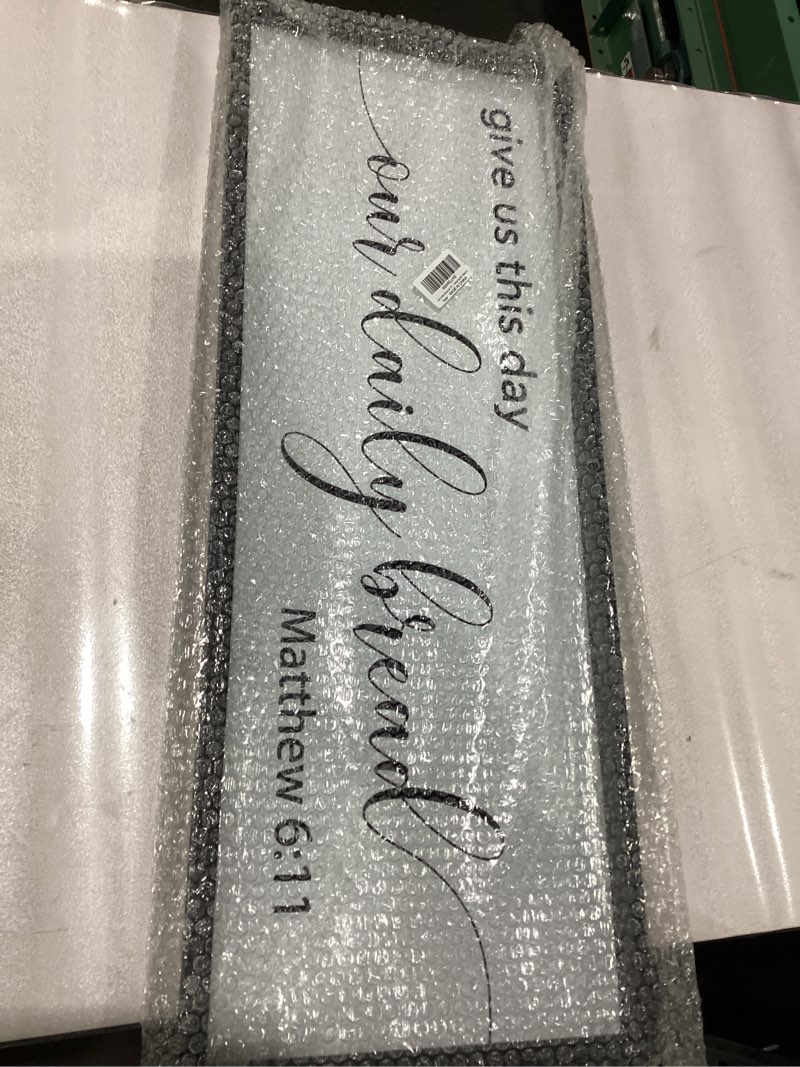 give us this day
our daily bread
Matthew 6:11